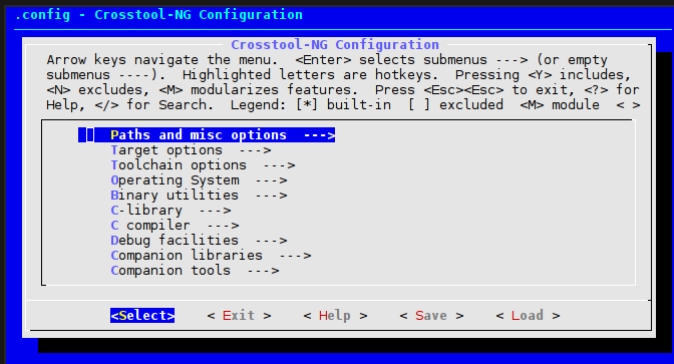 .config - Crosstool-NG Configuration
Crosstool-NG Configuration
Arrow keys navigate the menu.  <Enter> selects submenus ---> (or empty
submenus ----).  Highlighted letters are hotkeys.  Pressing <Y> includes,
<N> excludes, <M> modularizes features.  Press <Esc><Esc> to exit, <?> for
Help, </> for Search.  Legend: [*] built-in  [ ] excluded  <M> module  < >
Paths and misc options  --->
Target options  --->
Toolchain options  --->
Operating System  --->
Binary utilities  --->
C-library  --->
C compiler  --->
Debug facilities  --->
Companion libraries  --->
Companion tools  --->
<Select>    < Exit >    < Help >    < Save >    < Load >